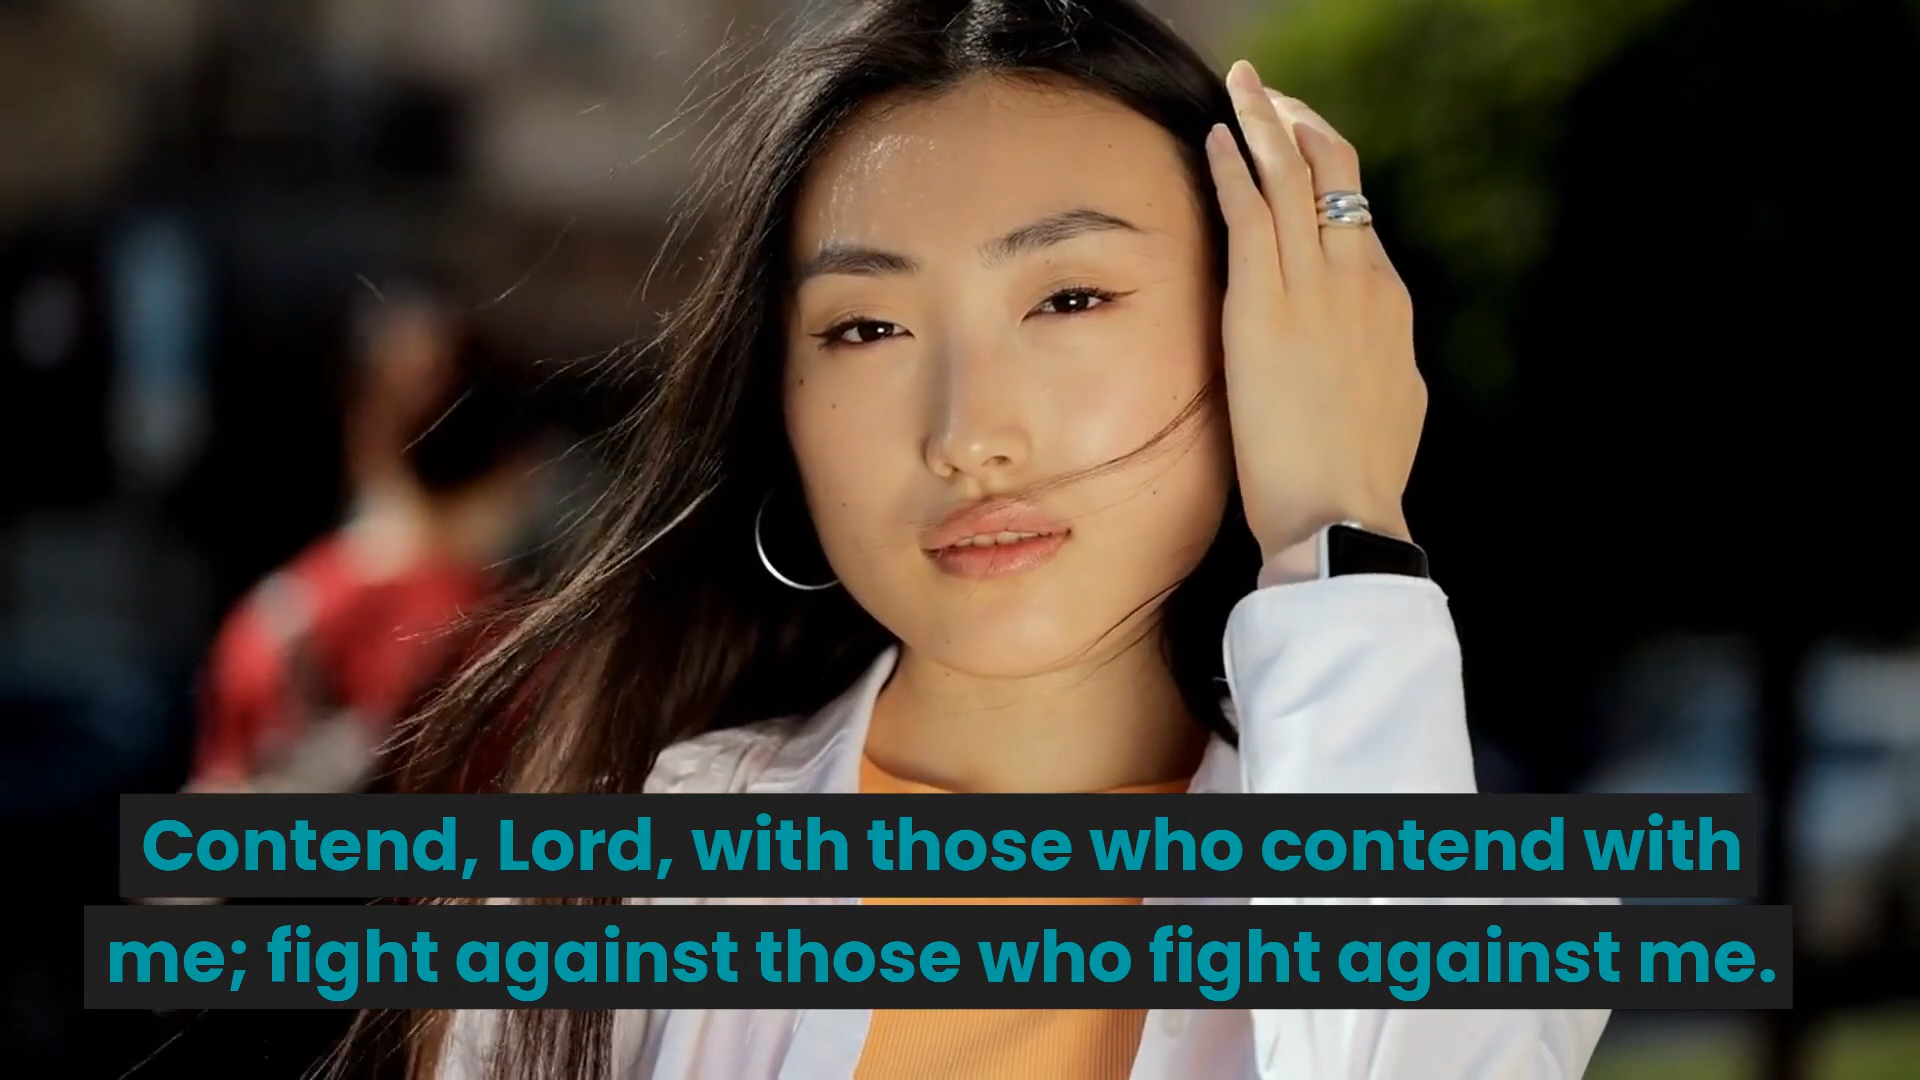 Contend, Lord, with those who contend with
me; fight against those who fight against me.